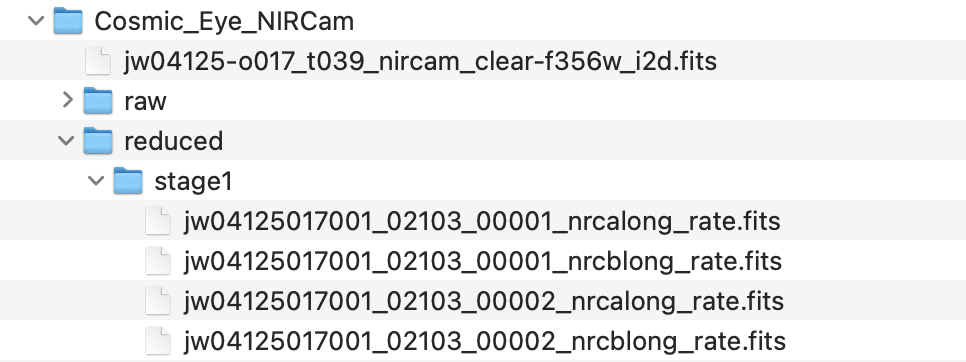 Cosmic_Eye_NIRCam
jw04125-o017_t039_nircam_clear-f356w_i2d.fits
raw
reduced
stage1
jw04125017001_02103_00001_nrcalong_rate.fits
jw04125017001_02103_00001_nrcblong_rate.fits
jw04125017001_02103_00002_nrcalong_rate.fits
jw04125017001_02103_00002_nrcblong_rate.fits